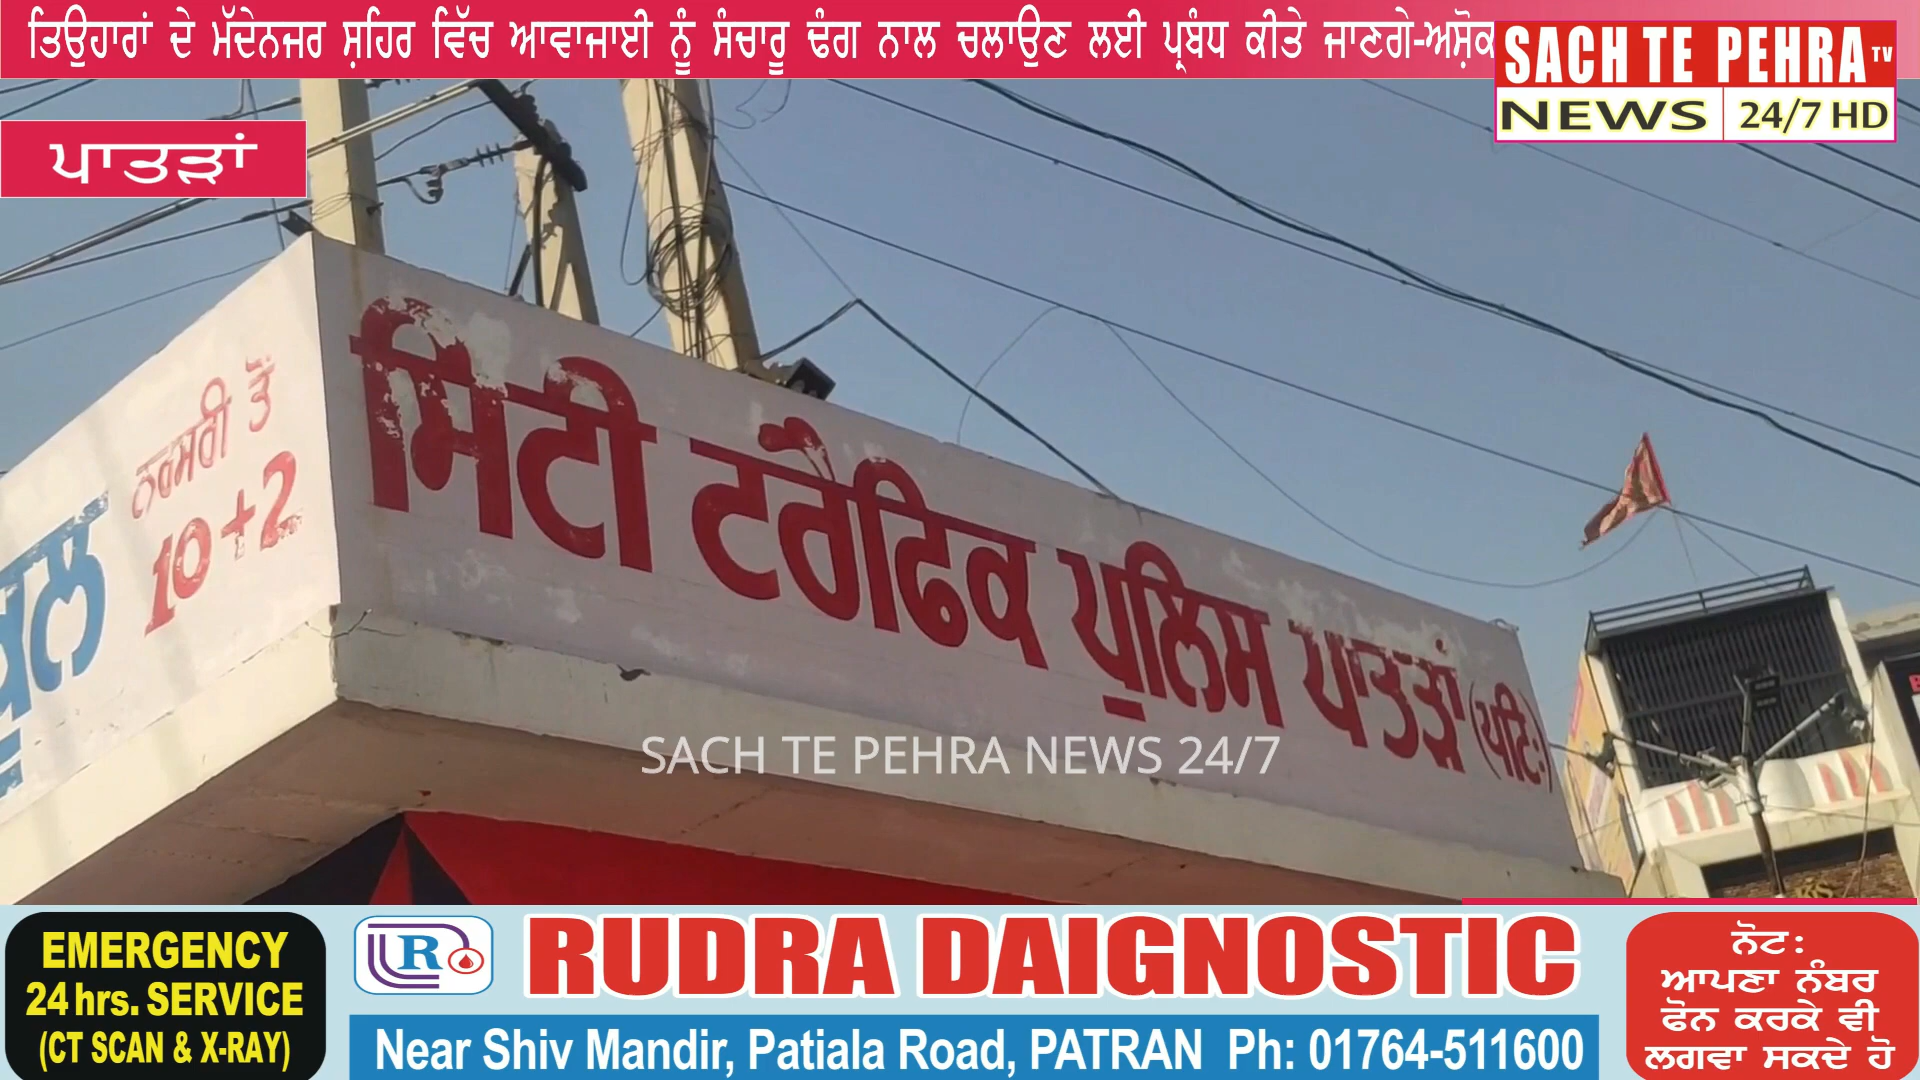 ਤਿਉਹਾਰਾਂ ਦੇ ਮੱਦੇਨਜਰ ਸ਼ਹਿਰ ਵਿੱਚ ਆਵਾਜਾਈ ਨੂੰ ਸੰਚਾਰੂ ਢੰਗ ਨਾਲ ਚਲਾਉਣ ਲਈ ਪ੍ਰਬੰਧ ਕੀਤੇ ਜਾਣਗੇ-ਅਸ਼ੋਕ
SACH TE PEHRA TV
NEWS 24/7 HD
ਪਾਤੜਾਂ
ਨਰਸਰੀ ਤੋਂ
10+2
ਸਿਟੀ ਟਰੈਫਿਕ ਪੁਲਿਸ ਪਾਤੜਾਂ (ਪਟਿ:)
SACH TE PEHRA NEWS 24/7
EMERGENCY
24 hrs. SERVICE
(CT SCAN & X-RAY)
R
RUDRA DAIGNOSTIC
Near Shiv Mandir, Patiala Road, PATRAN Ph: 01764-511600
ਨੋਟ:
ਆਪਣਾ ਨੰਬਰ
ਫੋਨ ਕਰਕੇ ਵੀ
ਲਗਵਾ ਸਕਦੇ ਹੋ